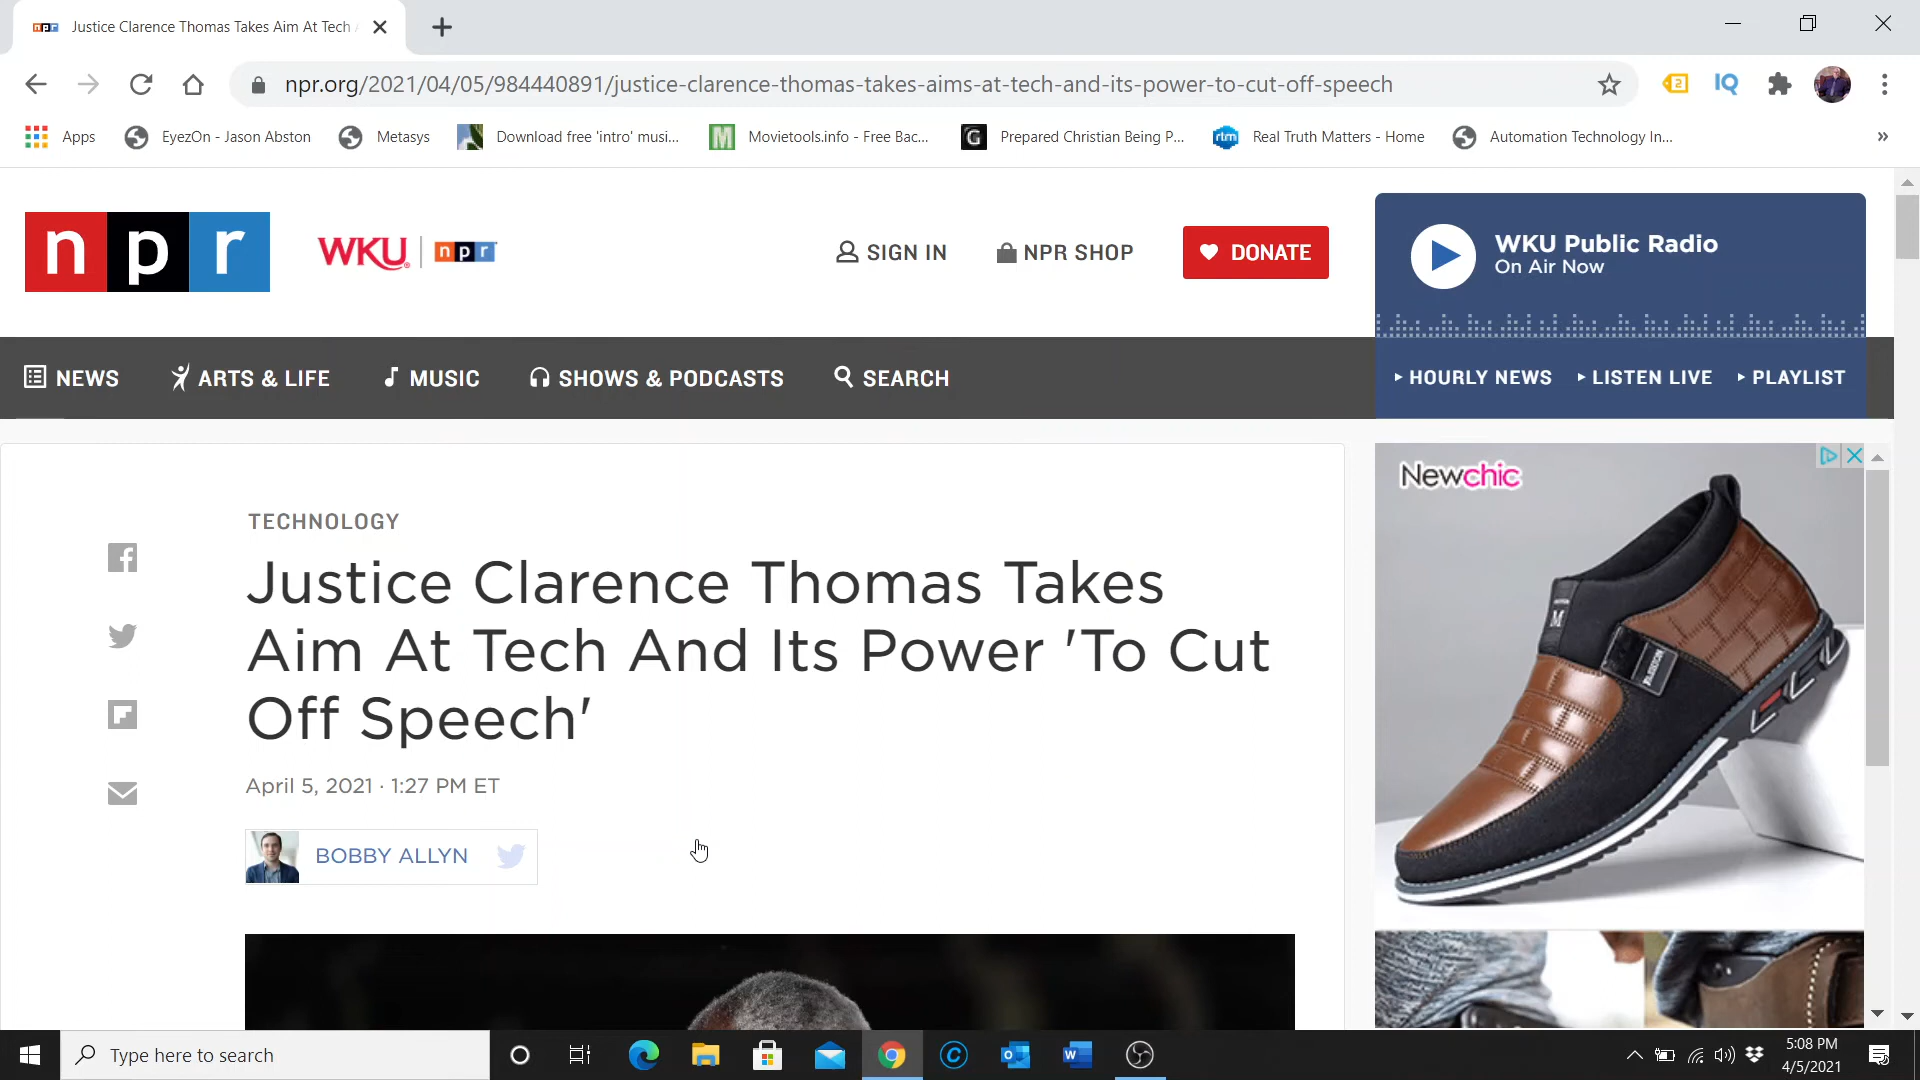 npr Justice Clarence Thomas Takes Aim At Tech
npr.org/2021/04/05/984440891/justice-clarence-thomas-takes-aims-at-tech-and-its-power-to-cut-off-speech
2
IQ
Apps EyezOn - Jason Abston Metasys Download free 'intro' musi... M Movietools.info - Free Bac... G Prepared Christian Being P... rtm Real Truth Matters - Home Automation Technology In... »
npr
WKU. npr
SIGN IN
NPR SHOP
DONATE
WKU Public Radio
On Air Now
NEWS ARTS & LIFE MUSIC SHOWS & PODCASTS SEARCH
HOURLY NEWS LISTEN LIVE PLAYLIST
TECHNOLOGY
Justice Clarence Thomas Takes
Aim At Tech And Its Power 'To Cut
Off Speech'
April 5, 2021 · 1:27 PM ET
BOBBY ALLYN
Newchic
Type here to search
5:08 PM
4/5/2021